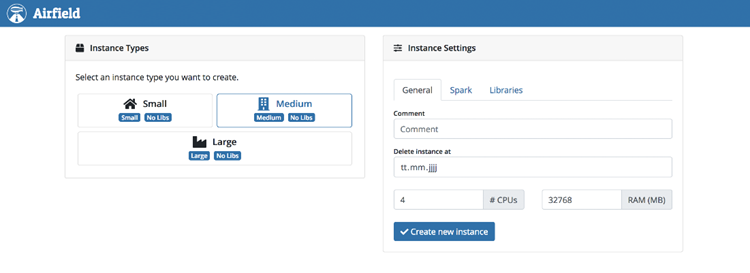 Airfield
Instance Types
Select an instance type you want to create.
Small
Small No Libs
Medium
Medium No Libs
Large
Large No Libs
Instance Settings
General Spark Libraries
Comment
Comment
Delete instance at
tt.mm.jjjj
4 # CPUs 32768 RAM (MB)
Create new instance